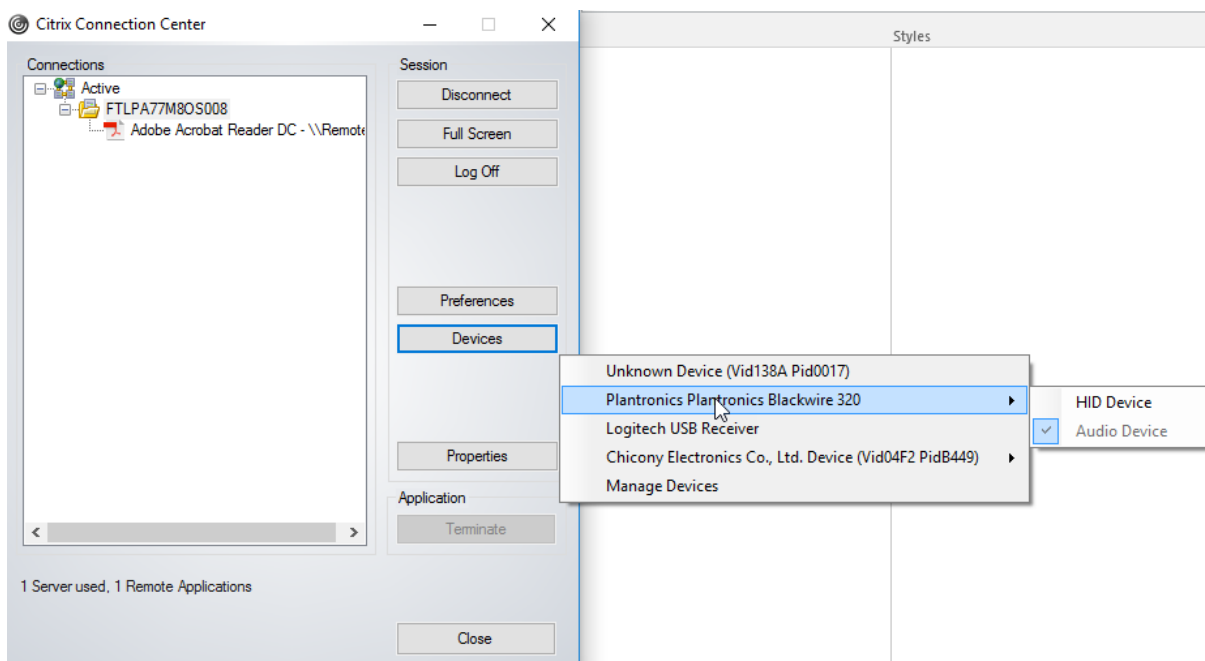 Citrix Connection Center
Styles
Connections
Session
Active
FTLPA77M8OS008
Adobe Acrobat Reader DC - \\Remote
Disconnect
Full Screen
Log Off
Preferences
Devices
Unknown Device (Vid138A Pid0017)
Plantronics Plantronics Blackwire 320
HID Device
Logitech USB Receiver
Audio Device
Chicony Electronics Co., Ltd. Device (Vid04F2 PidB449)
Properties
Manage Devices
Application
Terminate
1 Server used, 1 Remote Applications
Close